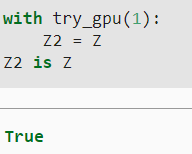 with try_gpu(1):
    Z2 = Z
Z2 is Z
True